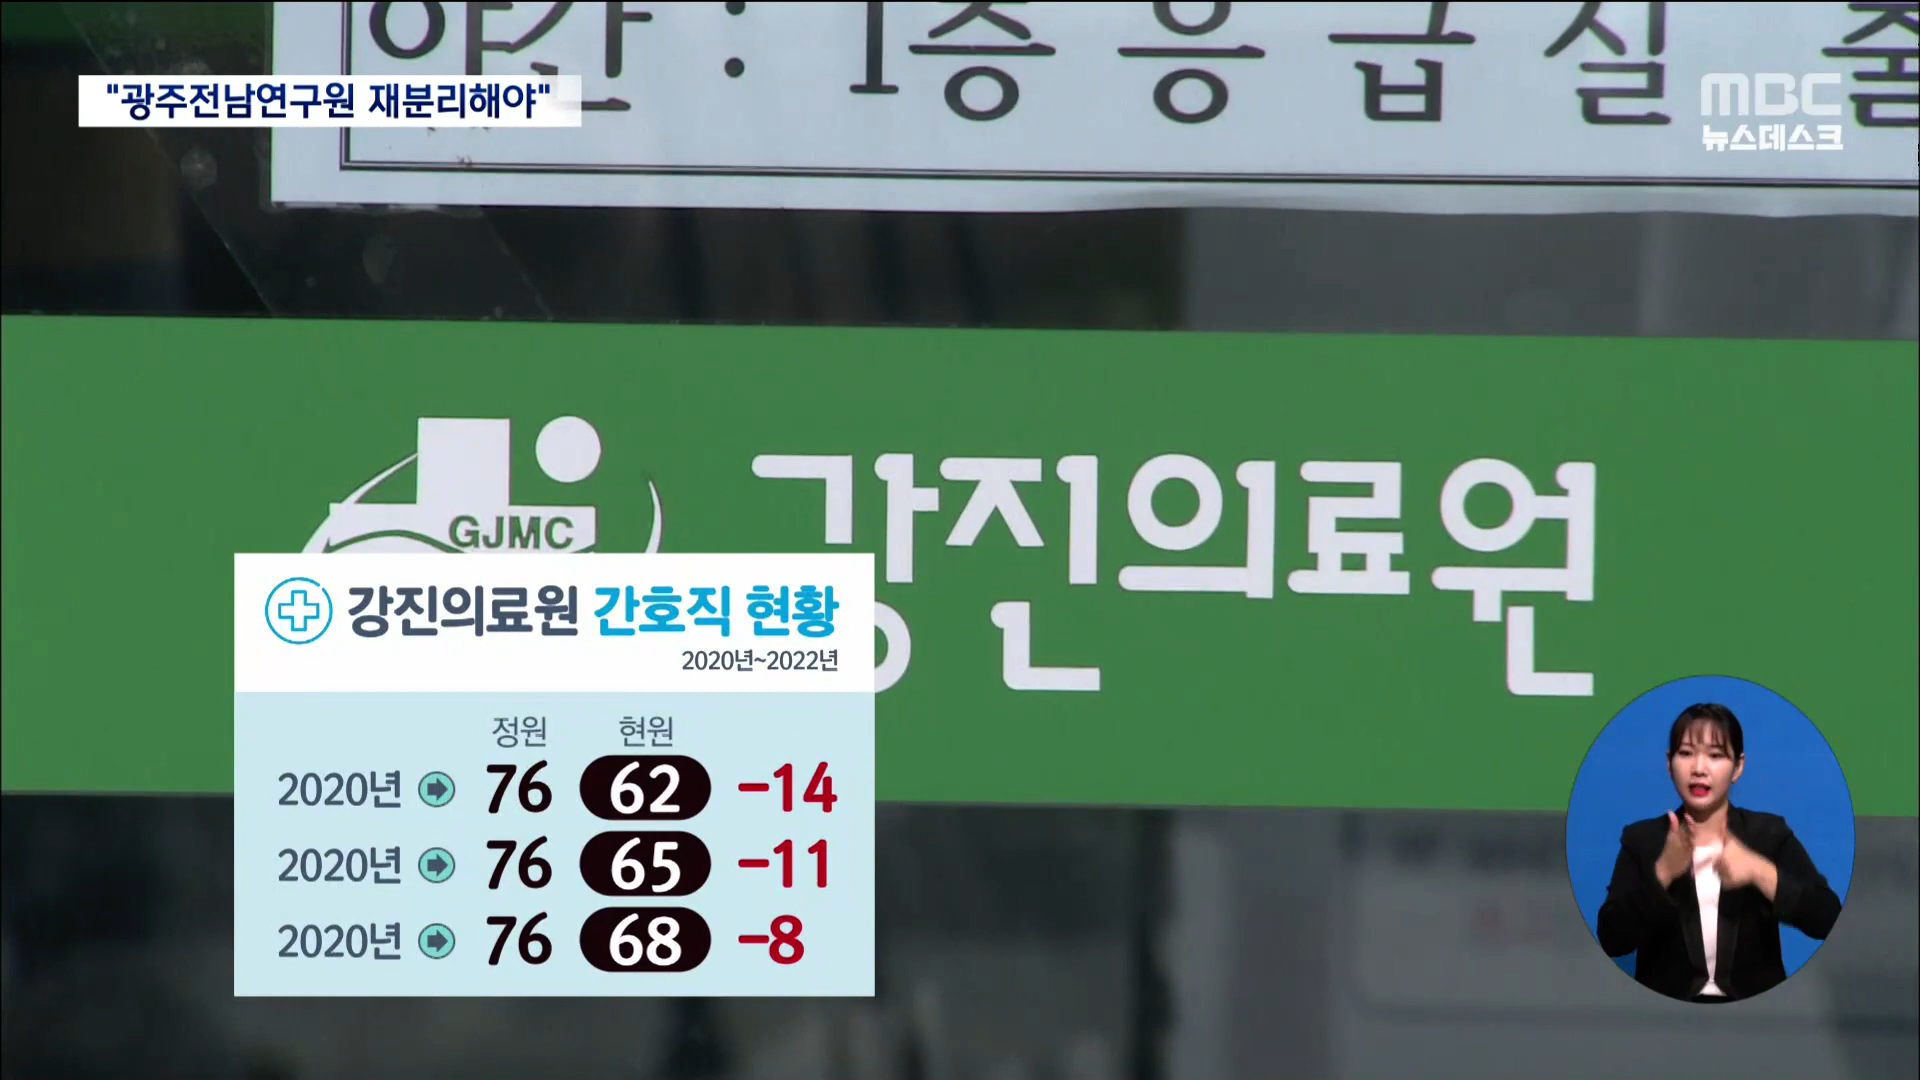 야간 : 1층 응급실 출
"광주전남연구원 재분리해야"
MBC
뉴스데스크
GJMC
강진의료원
강진의료원 간호직 현황
2020년~2022년
정원 현원
2020년 76 62 -14
2020년 76 65 -11
2020년 76 68 -8